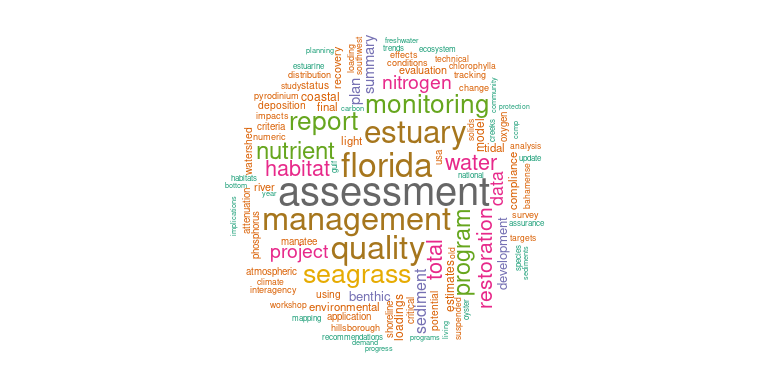 freshwater
planning
trends
ecosystem
effects
technical
southwest
loading
summary
recovery
conditions
estuarine
evaluation
chlorophylla
distribution
tracking
studystatus
plan
nitrogen
change
community
pyrodinium
coastal
deposition
final
carbon
monitoring
protection
impacts
report
estuary
solids
model
creeks
oxygen
ccmp
criteria
numeric
light
tidal
analysis
watershed
nutrient
gulf
florida
usa
water
update
habitat
national
data
compliance
bahamense
habitats
bottom
river
year
assessment
implications
attenuation
management
program
restoration
development
survey
assurance
phosphorus
manatee
project
quality
total
old
targets
species
sediments
atmospheric
seagrass
sediment
estimates
climate
interagency
using
benthic
workshop
environmental
shoreline
loadings
critical
potential
suspended
oyster
mapping
application
hillsborough
recommendations
demand
programs
living
progress